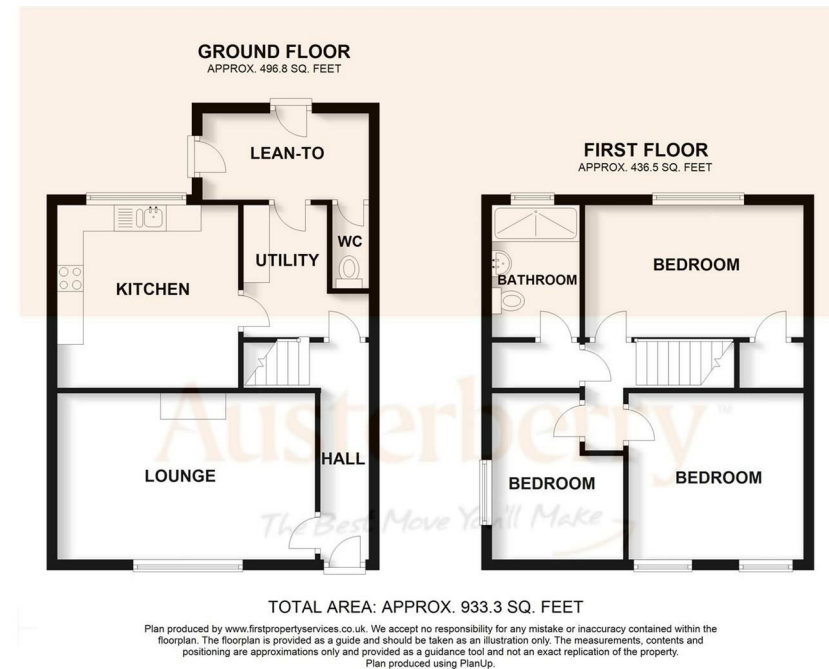 GROUND FLOOR
APPROX. 496.8 SQ. FEET
LEAN-TO
WC
UTILITY
KITCHEN
LOUNGE
HALL
FIRST FLOOR
APPROX. 436.5 SQ. FEET
BATHROOM
BEDROOM
BEDROOM
BEDROOM
Austerberry™
The Best Move You'll Make
TOTAL AREA: APPROX. 933.3 SQ. FEET
Plan produced by www.firstpropertyservices.co.uk. We accept no responsibility for any mistake or inaccuracy contained within the
floorplan. The floorplan is provided as a guide and should be taken as an illustration only. The measurements, contents and
positioning are approximations only and provided as a guidance tool and not an exact replication of the property.
Plan produced using PlanUp.